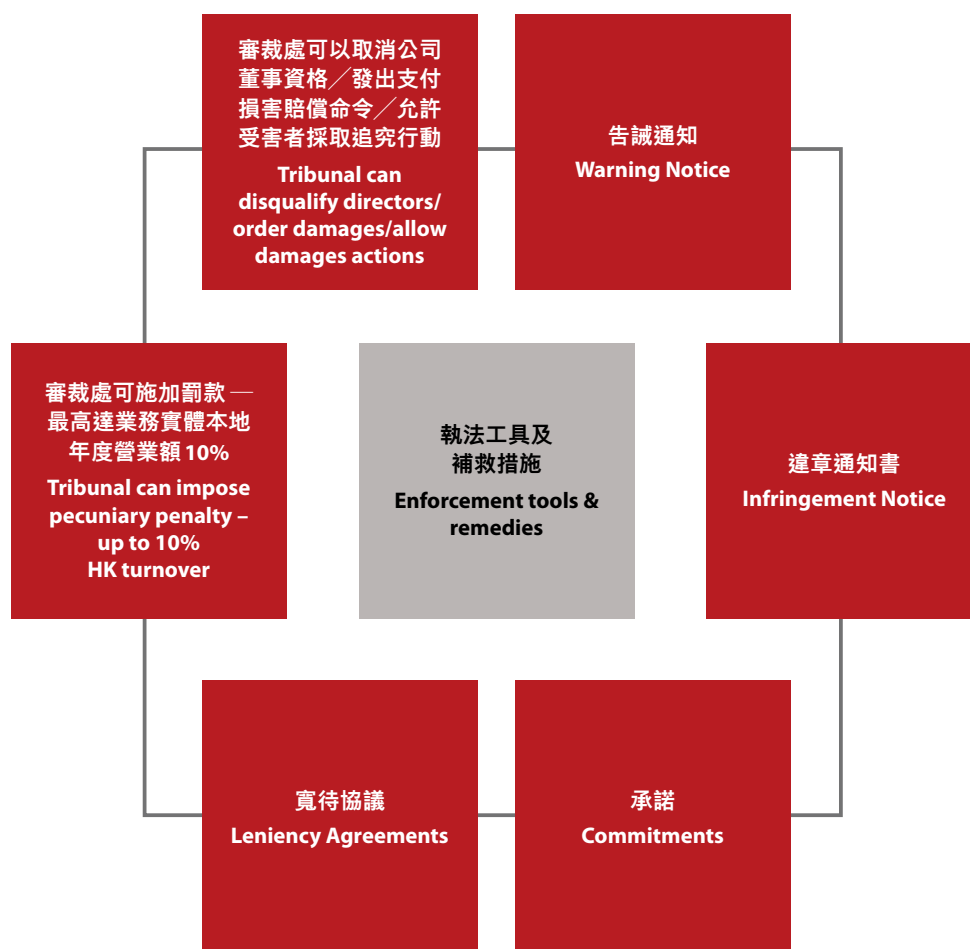 審裁處可以取消公司
董事資格／發出支付
損害賠償命令／允許
受害者採取追究行動
Tribunal can
disqualify directors/
order damages/allow
damages actions
告誡通知
Warning Notice
審裁處可施加罰款 —
最高達業務實體本地
年度營業額 10%
Tribunal can impose
pecuniary penalty –
up to 10%
HK turnover
執法工具及
補救措施
Enforcement tools &
remedies
違章通知書
Infringement Notice
寬待協議
Leniency Agreements
承諾
Commitments